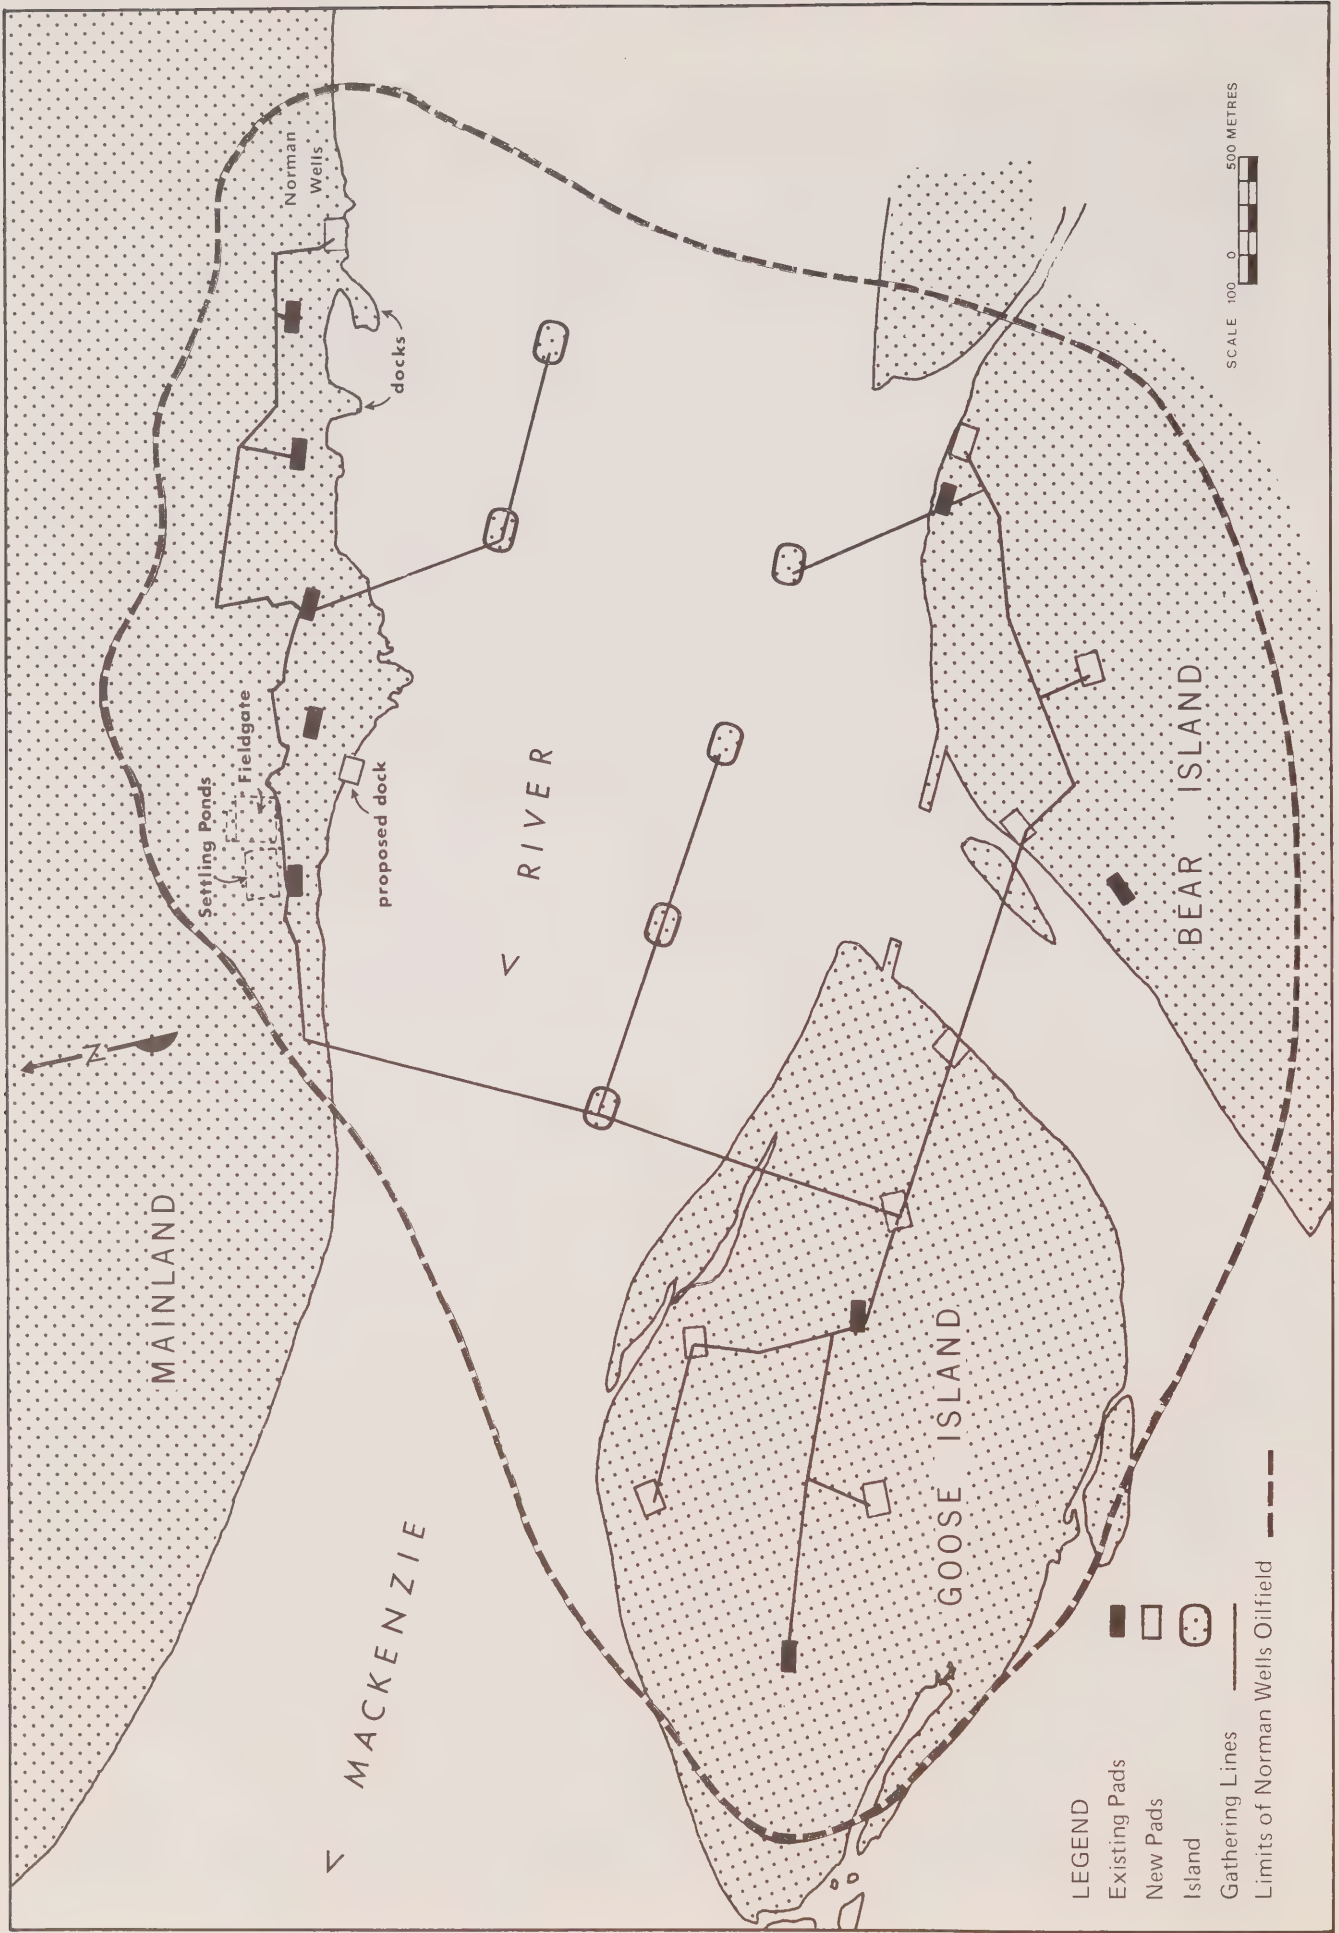 MAINLAND
N
Settling Ponds
Fieldgate
Norman
Wells
docks
proposed dock
MACKENZIE
RIVER
GOOSE ISLAND
BEAR ISLAND
LEGEND
Existing Pads
New Pads
Island
Gathering Lines
Limits of Norman Wells Oilfield
SCALE 100 0 500 METRES